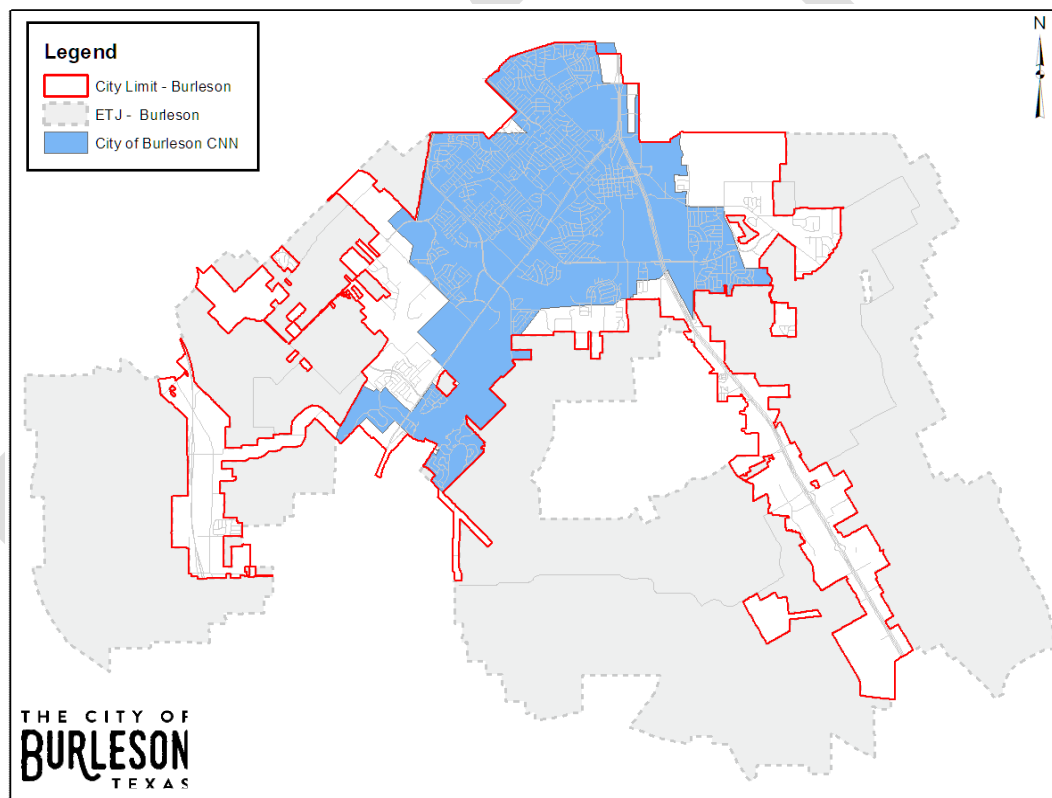 N
Legend
City Limit - Burleson
ETJ - Burleson
City of Burleson CNN
THE CITY OF
BURLESON
TEXAS